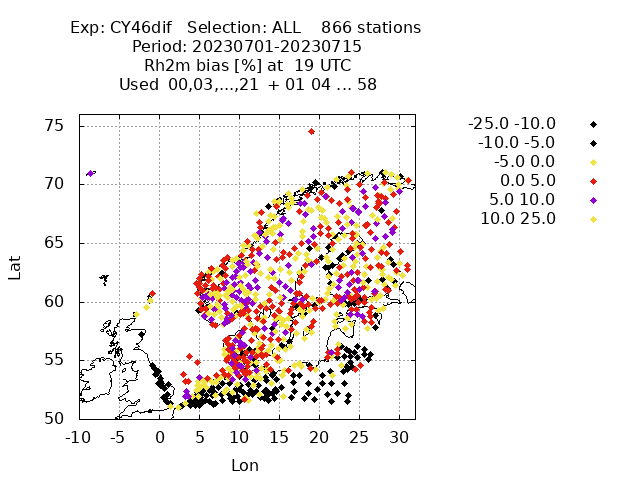 Exp: CY46dif   Selection: ALL    866 stations
Period: 20230701-20230715
Rh2m bias [%] at  19 UTC
Used  00,03,...,21  + 01 04 ... 58
-25.0 -10.0
-10.0 -5.0
-5.0 0.0
0.0 5.0
5.0 10.0
10.0 25.0
75
70
65
60
55
50
Lat
-10 -5 0 5 10 15 20 25 30
Lon